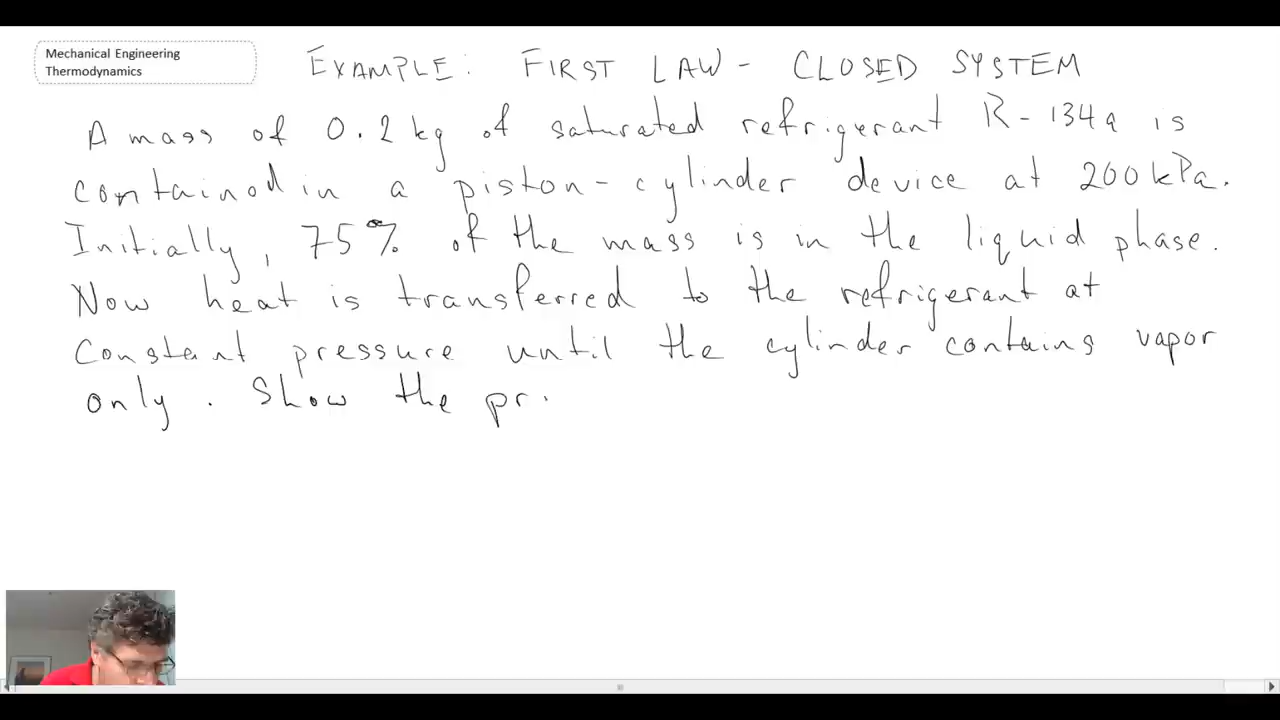 Mechanical Engineering
Thermodynamics
EXAMPLE: FIRST LAW - CLOSED SYSTEM
A mass of 0.2 kg of saturated refrigerant R-134a is
contained in a piston-cylinder device at 200 kPa.
Initially, 75% of the mass is in the liquid phase.
Now heat is transferred to the refrigerant at
constant pressure until the cylinder contains vapor
only. Show the pr